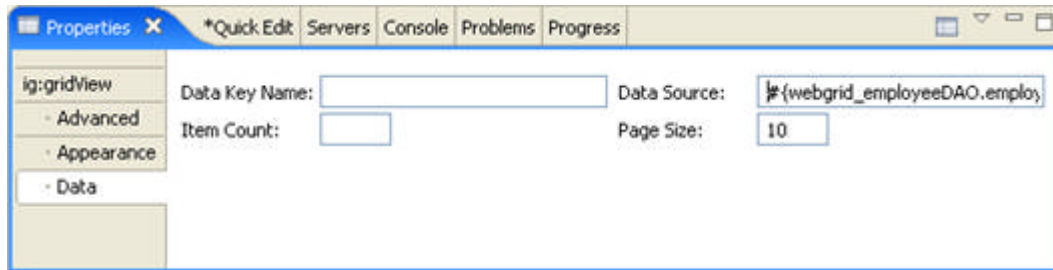 Properties *Quick Edit Servers Console Problems Progress
ig:gridView
Data Key Name: Data Source: #{webgrid_employeeDAO.employ
Advanced
Item Count: Page Size: 10
Appearance
Data